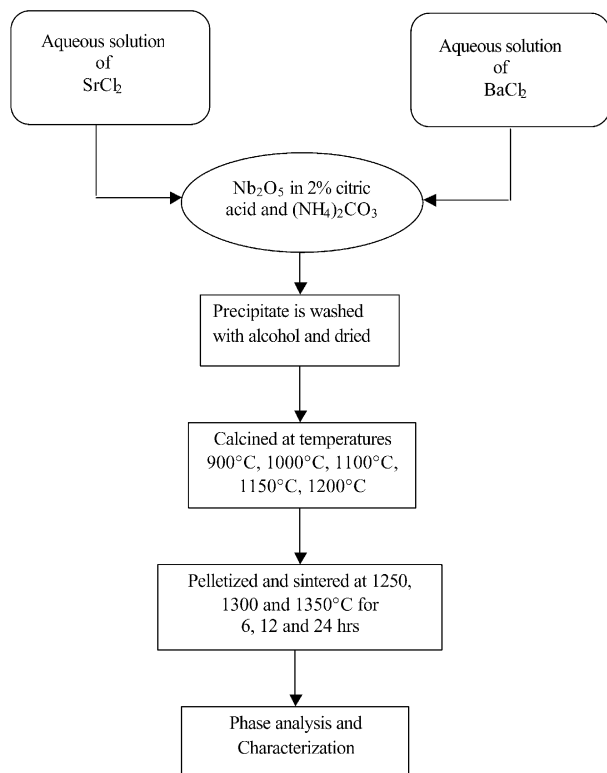 Aqueous solution
of
SrCl₂
Aqueous solution
of
BaCl₂
Nb₂O₅ in 2% citric
acid and (NH₄)₂CO₃
Precipitate is washed
with alcohol and dried
Calcined at temperatures
900°C, 1000°C, 1100°C,
1150°C, 1200°C
Pelletized and sintered at 1250,
1300 and 1350°C for
6, 12 and 24 hrs
Phase analysis and
Characterization